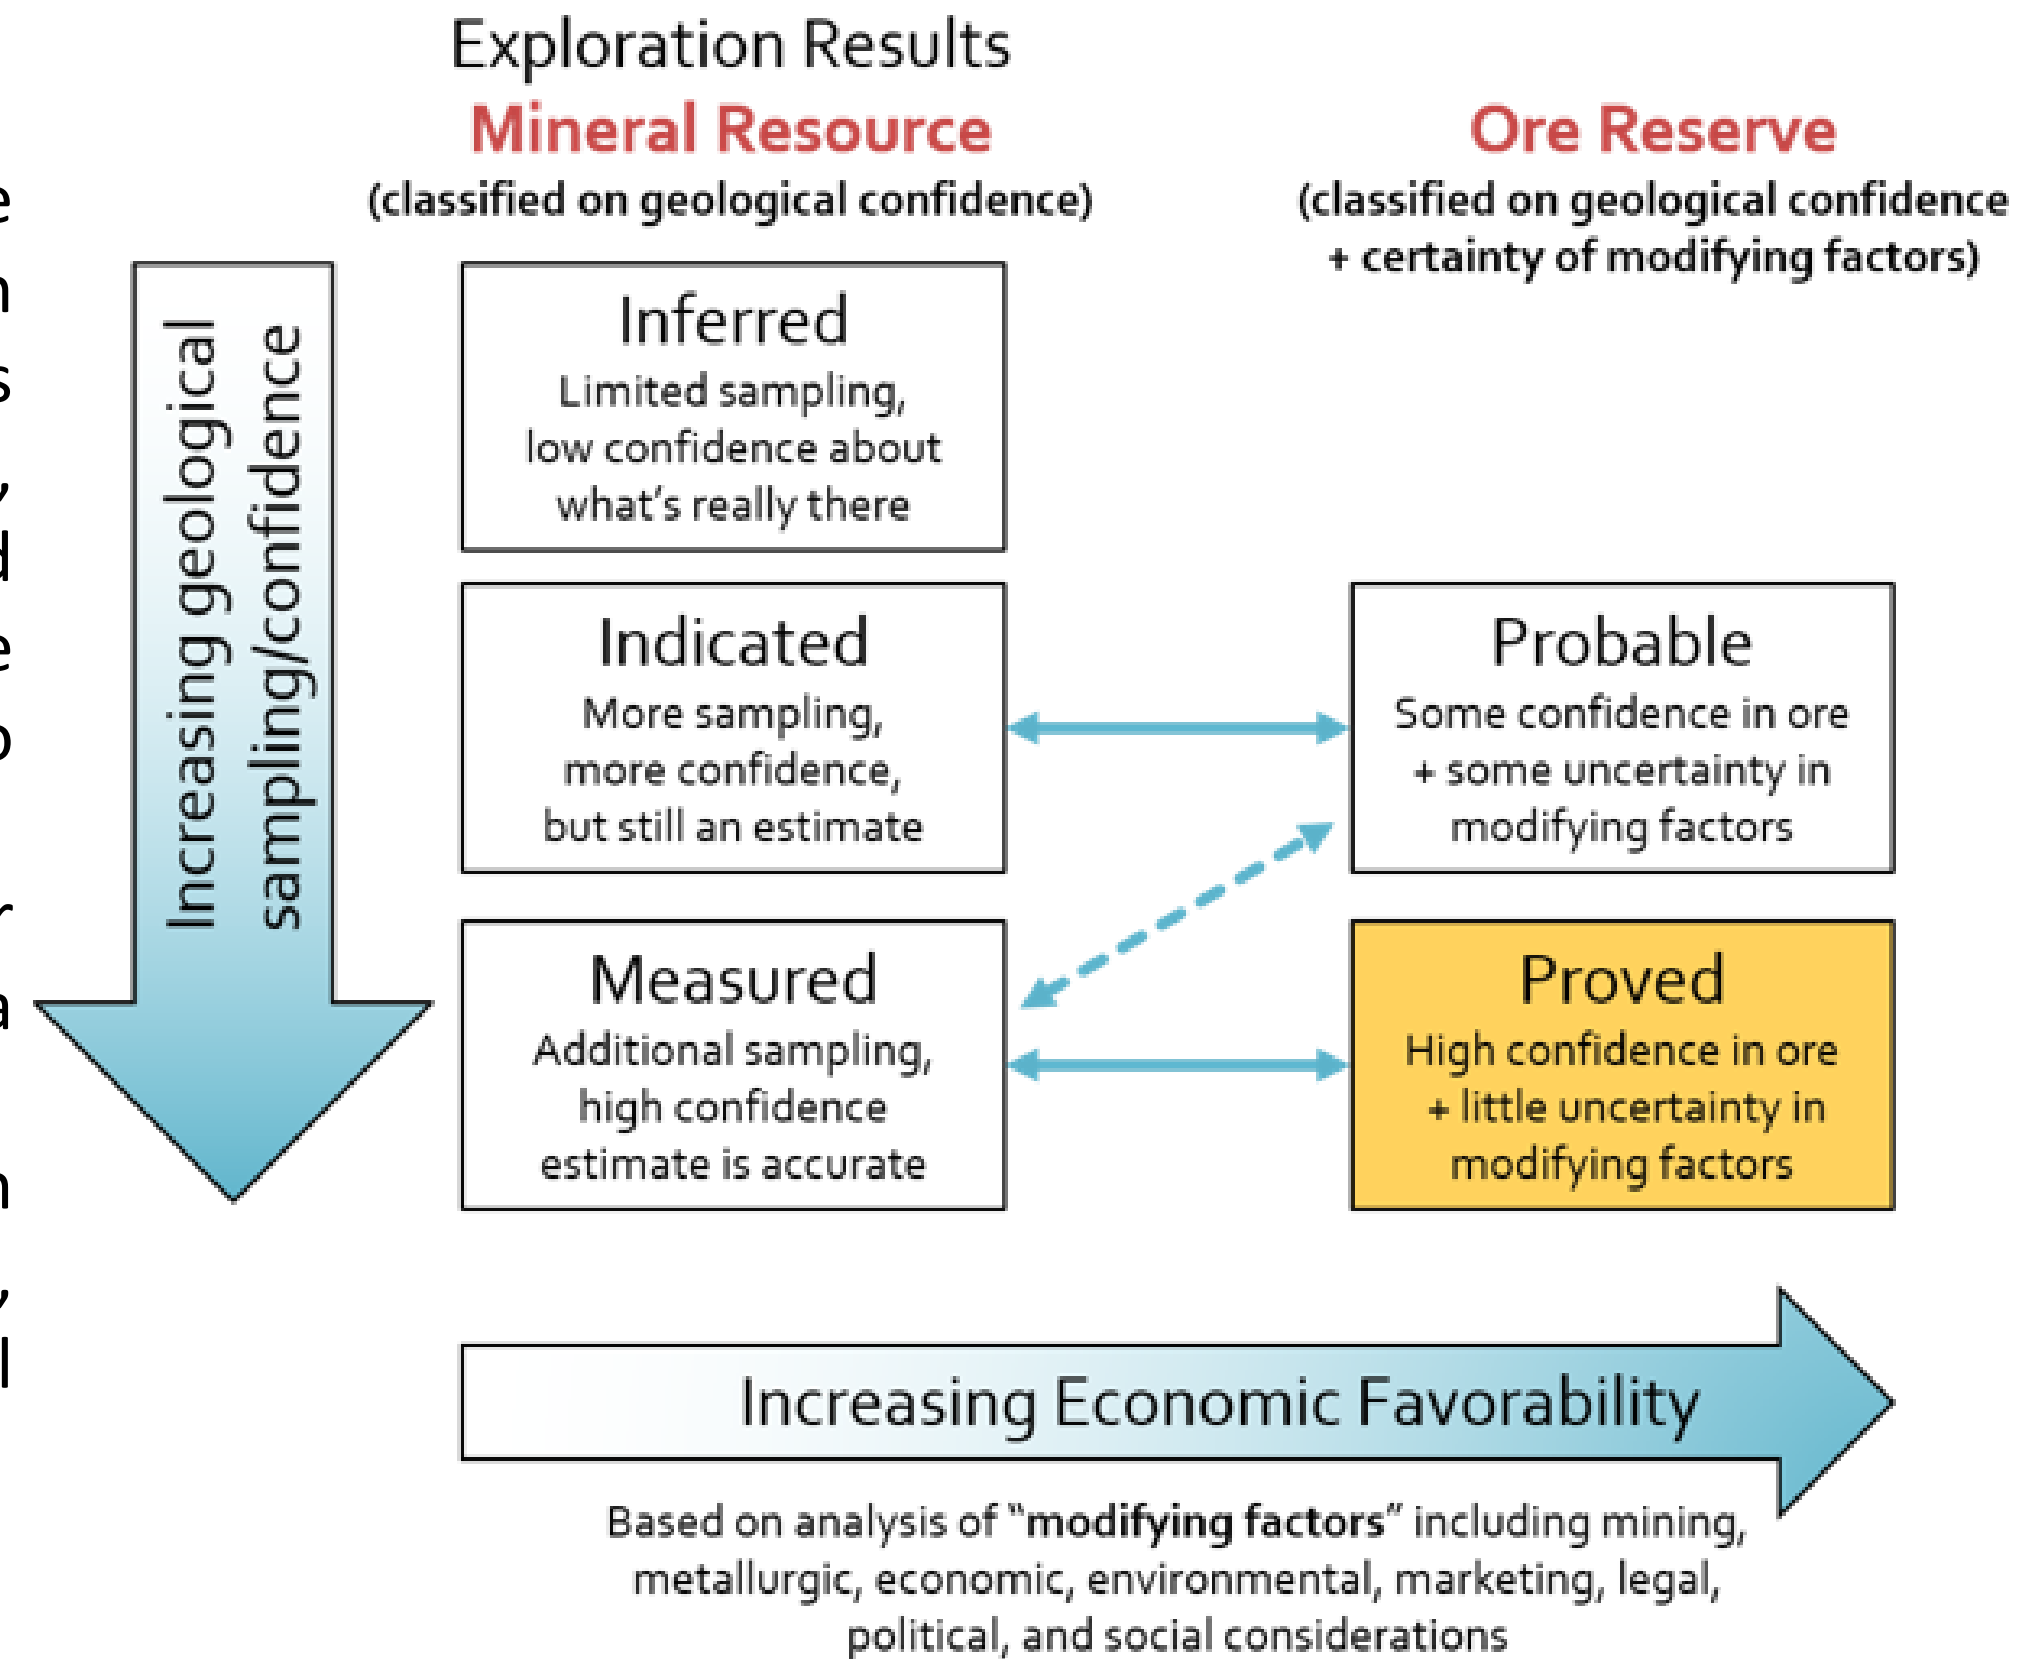 Exploration Results
Mineral Resource
(classified on geological confidence)
Ore Reserve
(classified on geological confidence
+ certainty of modifying factors)
Increasing geological
sampling/confidence
Inferred
Limited sampling,
low confidence about
what's really there
Indicated
More sampling,
more confidence,
but still an estimate
Probable
Some confidence in ore
+ some uncertainty in
modifying factors
Measured
Additional sampling,
high confidence
estimate is accurate
Proved
High confidence in ore
+ little uncertainty in
modifying factors
Increasing Economic Favorability
Based on analysis of “modifying factors” including mining,
metallurgic, economic, environmental, marketing, legal,
political, and social considerations